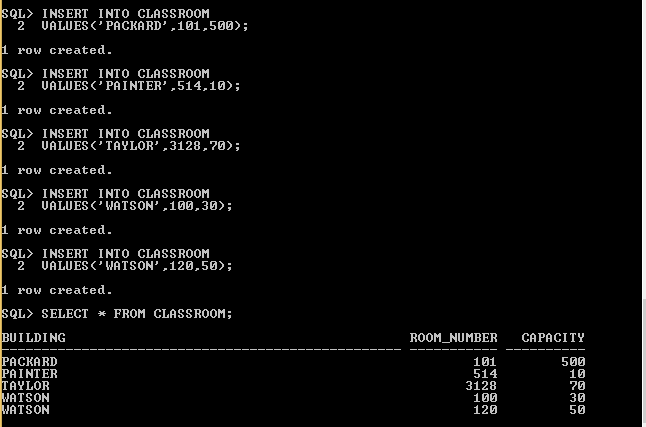 SQL> INSERT INTO CLASSROOM
  2  VALUES('PACKARD',101,500);
1 row created.
SQL> INSERT INTO CLASSROOM
  2  VALUES('PAINTER',514,10);
1 row created.
SQL> INSERT INTO CLASSROOM
  2  VALUES('TAYLOR',3128,70);
1 row created.
SQL> INSERT INTO CLASSROOM
  2  VALUES('WATSON',100,30);
1 row created.
SQL> INSERT INTO CLASSROOM
  2  VALUES('WATSON',120,50);
1 row created.
SQL> SELECT * FROM CLASSROOM;
BUILDING                                           ROOM_NUMBER   CAPACITY
-------------------------------------------------- ----------- ----------
PACKARD                                                    101        500
PAINTER                                                    514         10
TAYLOR                                                    3128         70
WATSON                                                     100         30
WATSON                                                     120         50